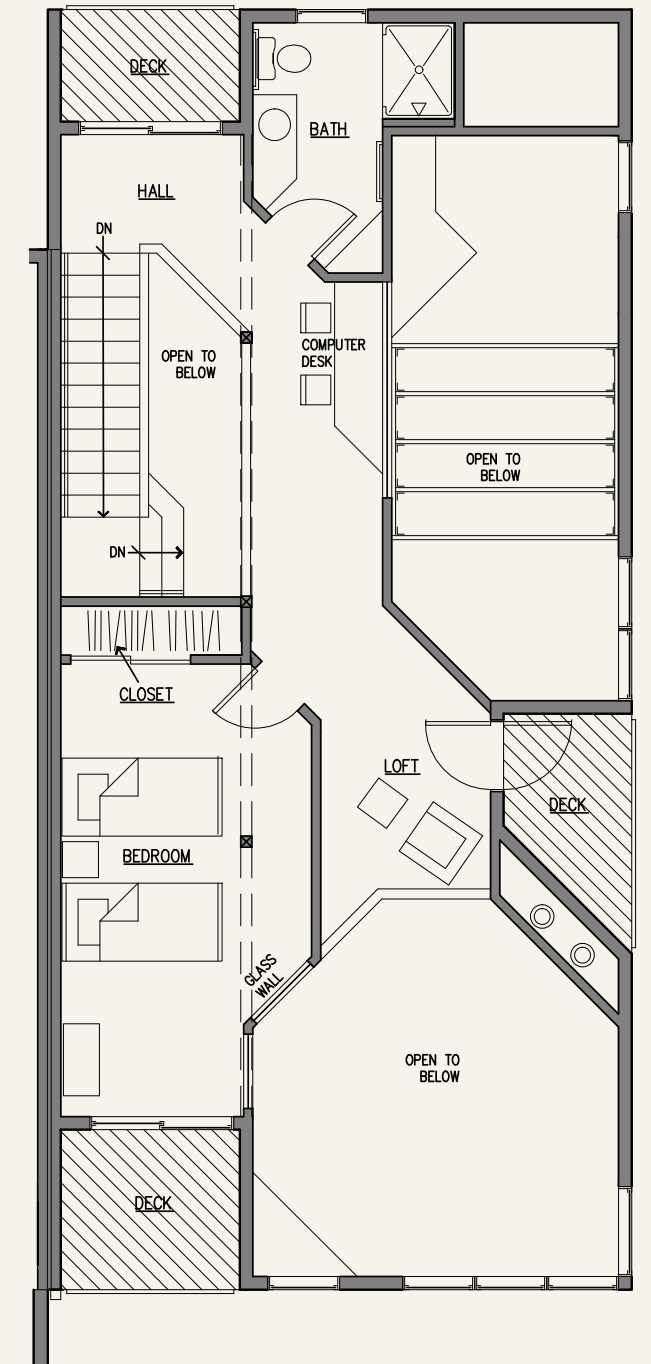 DECK
BATH
HALL
DN
COMPUTER
DESK
OPEN TO
BELOW
OPEN TO
BELOW
DN
CLOSET
LOFT
DECK
BEDROOM
GLASS
WALL
OPEN TO
BELOW
DECK